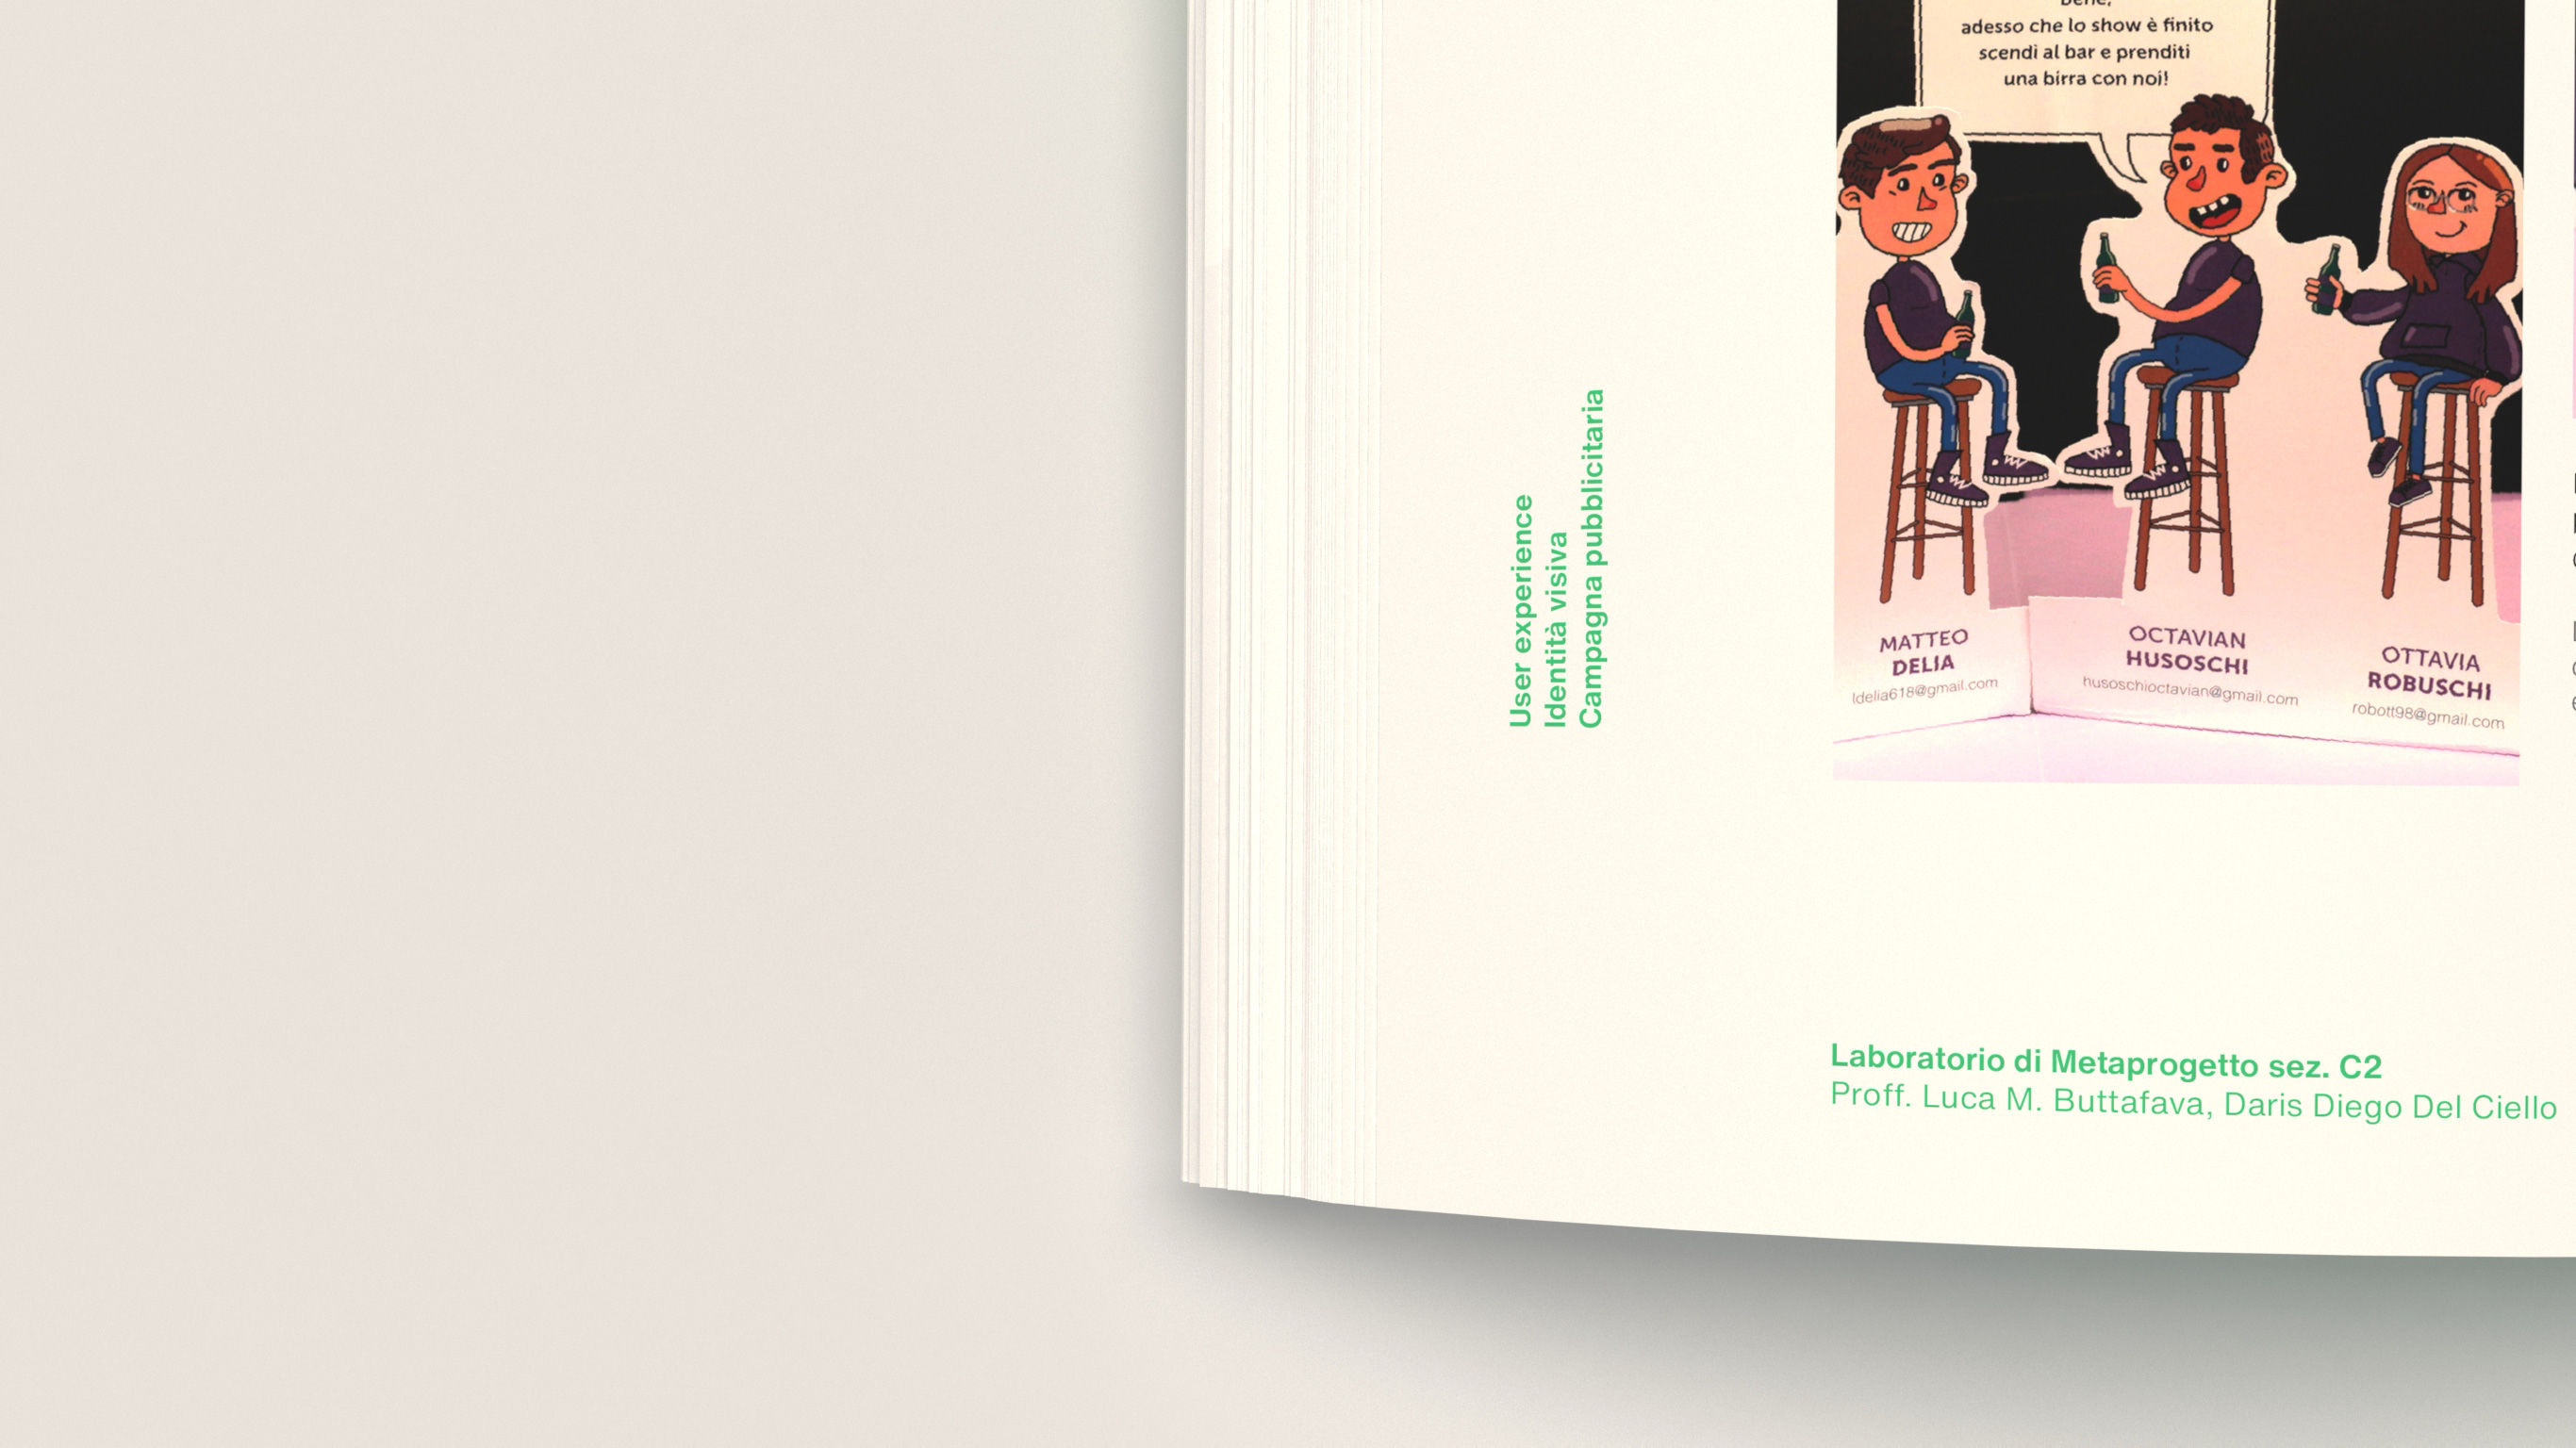 adesso che lo show è finito
scendi al bar e prenditi
una birra con noi!
User experience
Identità visiva
Campagna pubblicitaria
MATTEO
DELIA
ldelia618@gmail.com
OCTAVIAN
HUSOSCHI
husoschioctavian@gmail.com
OTTAVIA
ROBUSCHI
robott98@gmail.com
Laboratorio di Metaprogetto sez. C2
Proff. Luca M. Buttafava, Daris Diego Del Ciello